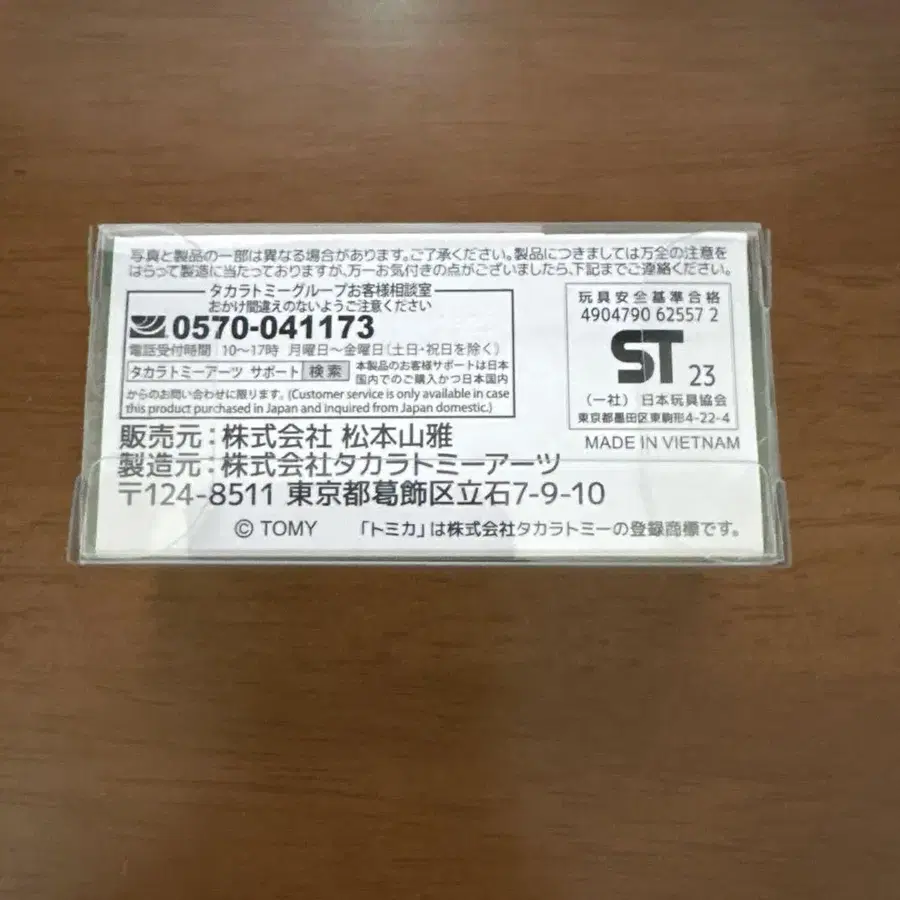 写真と製品の一部は異なる場合があります。ご了承ください。製品につきましては万全の注意を
はらって製造に当たっておりますが、万一お気付きの点がございましたら、下記までご連絡ください。
タカラトミーグループお客様相談室
おかけ間違えのないようご注意ください
0570-041173
電話受付時間 10～17時 月曜日～金曜日(土日・祝日を除く)
タカラトミーアーツ サポート 検索 本製品のお客様サポートは日本
国内でのご購入かつ日本国内
からのお問い合わせに限ります。(Customer service is only available in case
this product purchased in Japan and inquired from Japan domestic.)
玩具安全基準合格
4904790 62557 2
ST 23
(一社) 日本玩具協会
東京都墨田区東駒形4-22-4
MADE IN VIETNAM
販売元:株式会社 松本山雅
製造元:株式会社タカラトミーアーツ
〒124-8511 東京都葛飾区立石7-9-10
© TOMY 「トミカ」は株式会社タカラトミーの登録商標です。